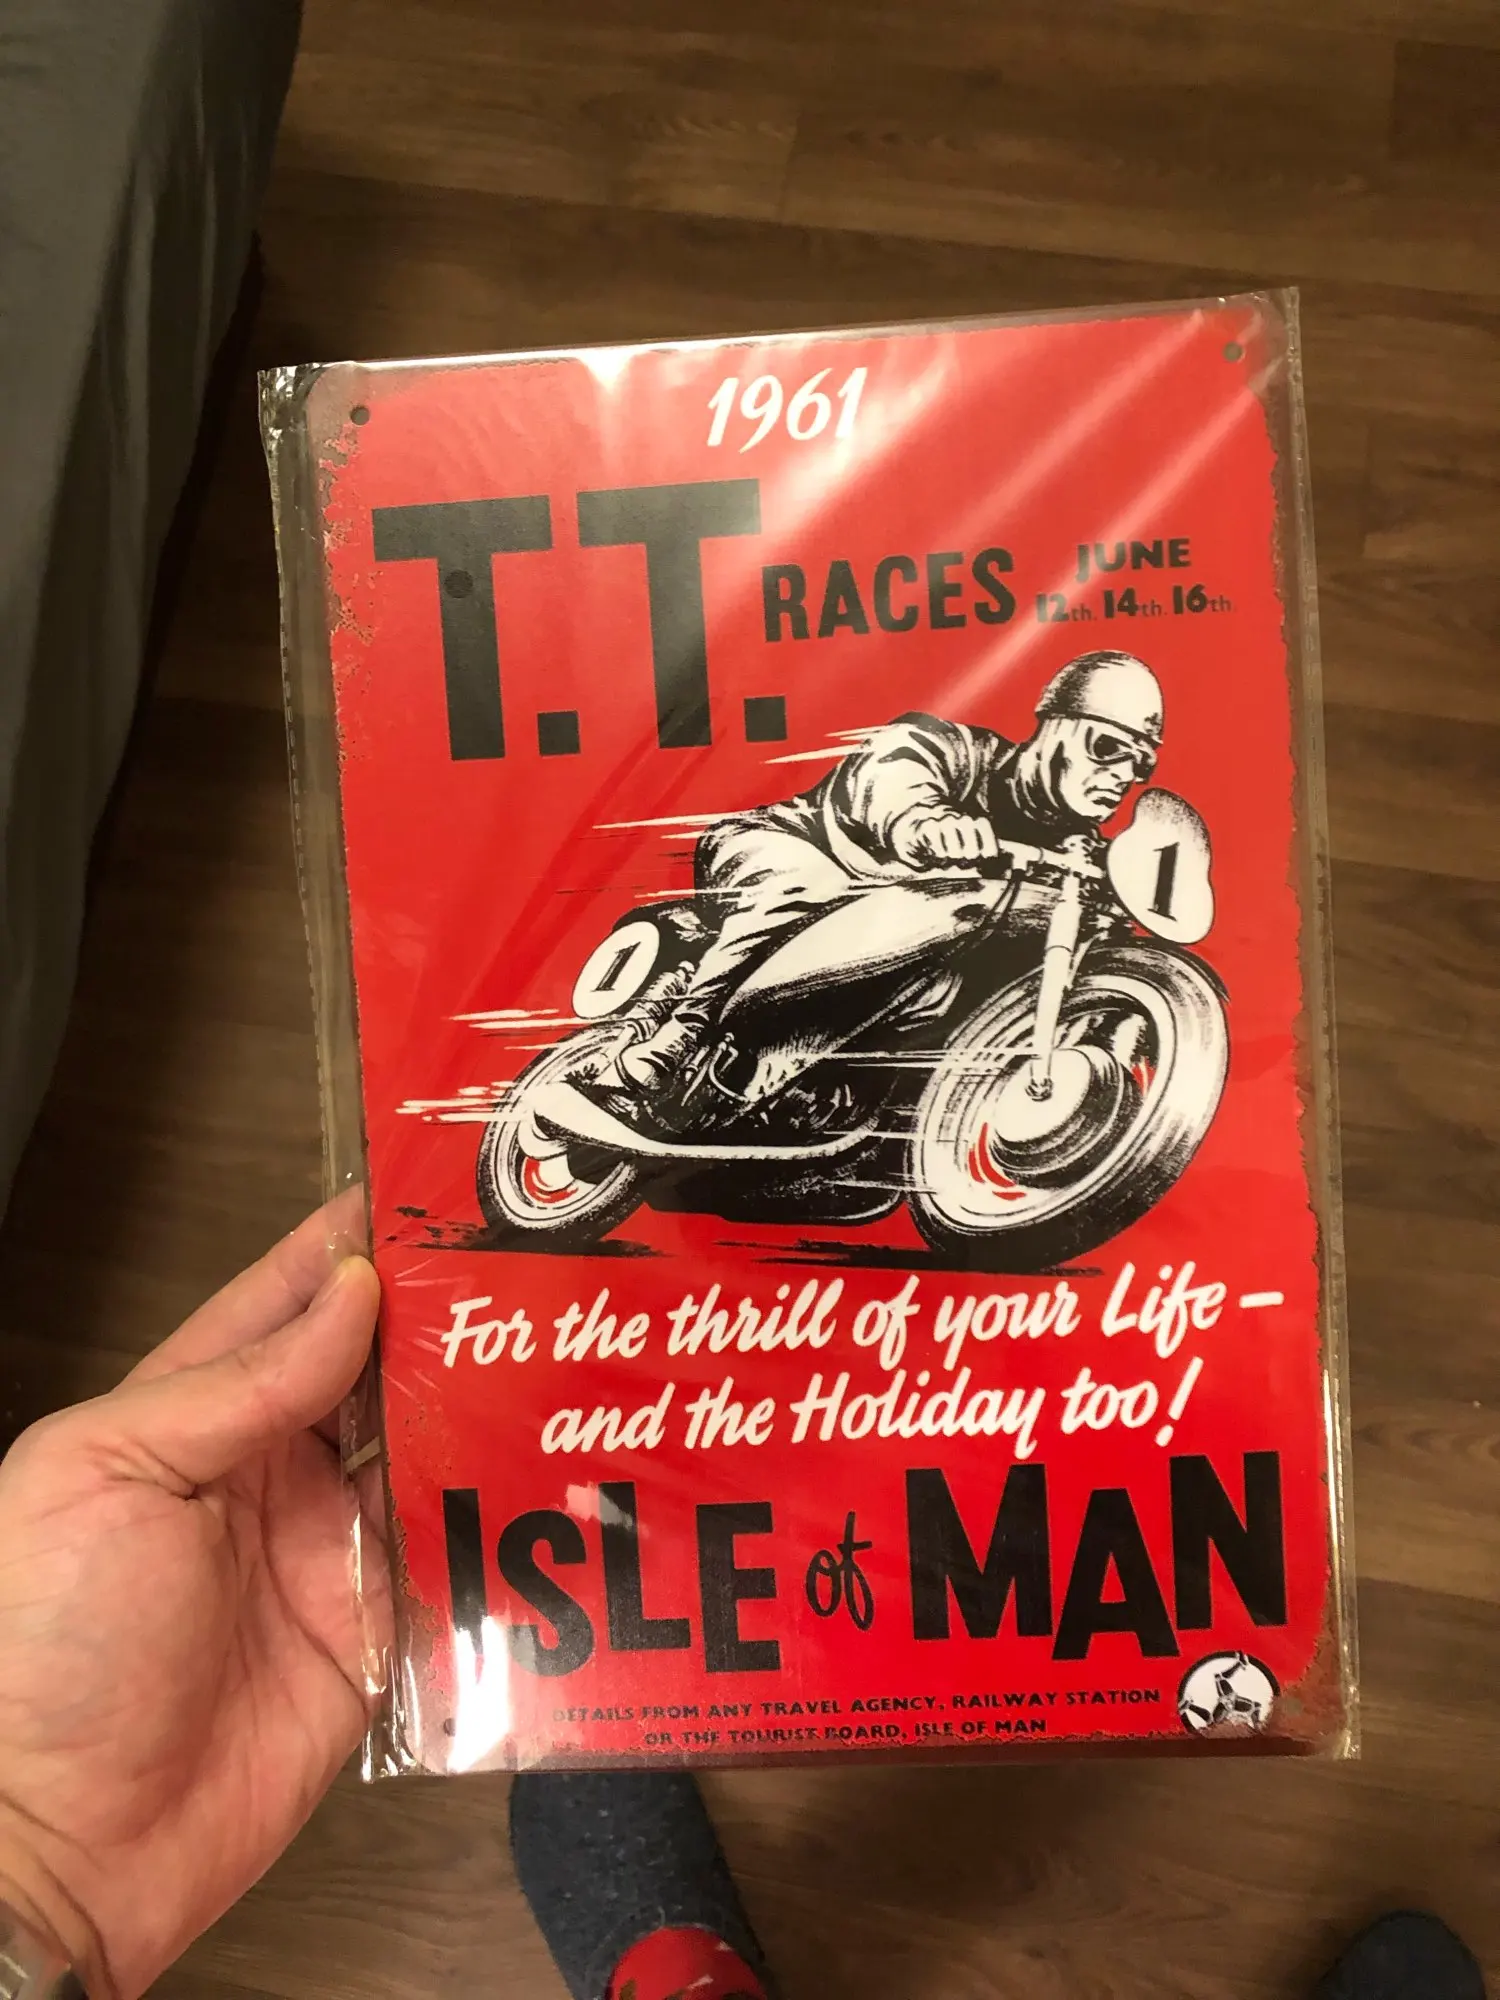 1961
T.T. RACES JUNE
12th. 14th. 16th
1
1
For the thrill of your Life –
and the Holiday too!
ISLE of MAN
DETAILS FROM ANY TRAVEL AGENCY, RAILWAY STATION
OR THE TOURIST BOARD, ISLE OF MAN